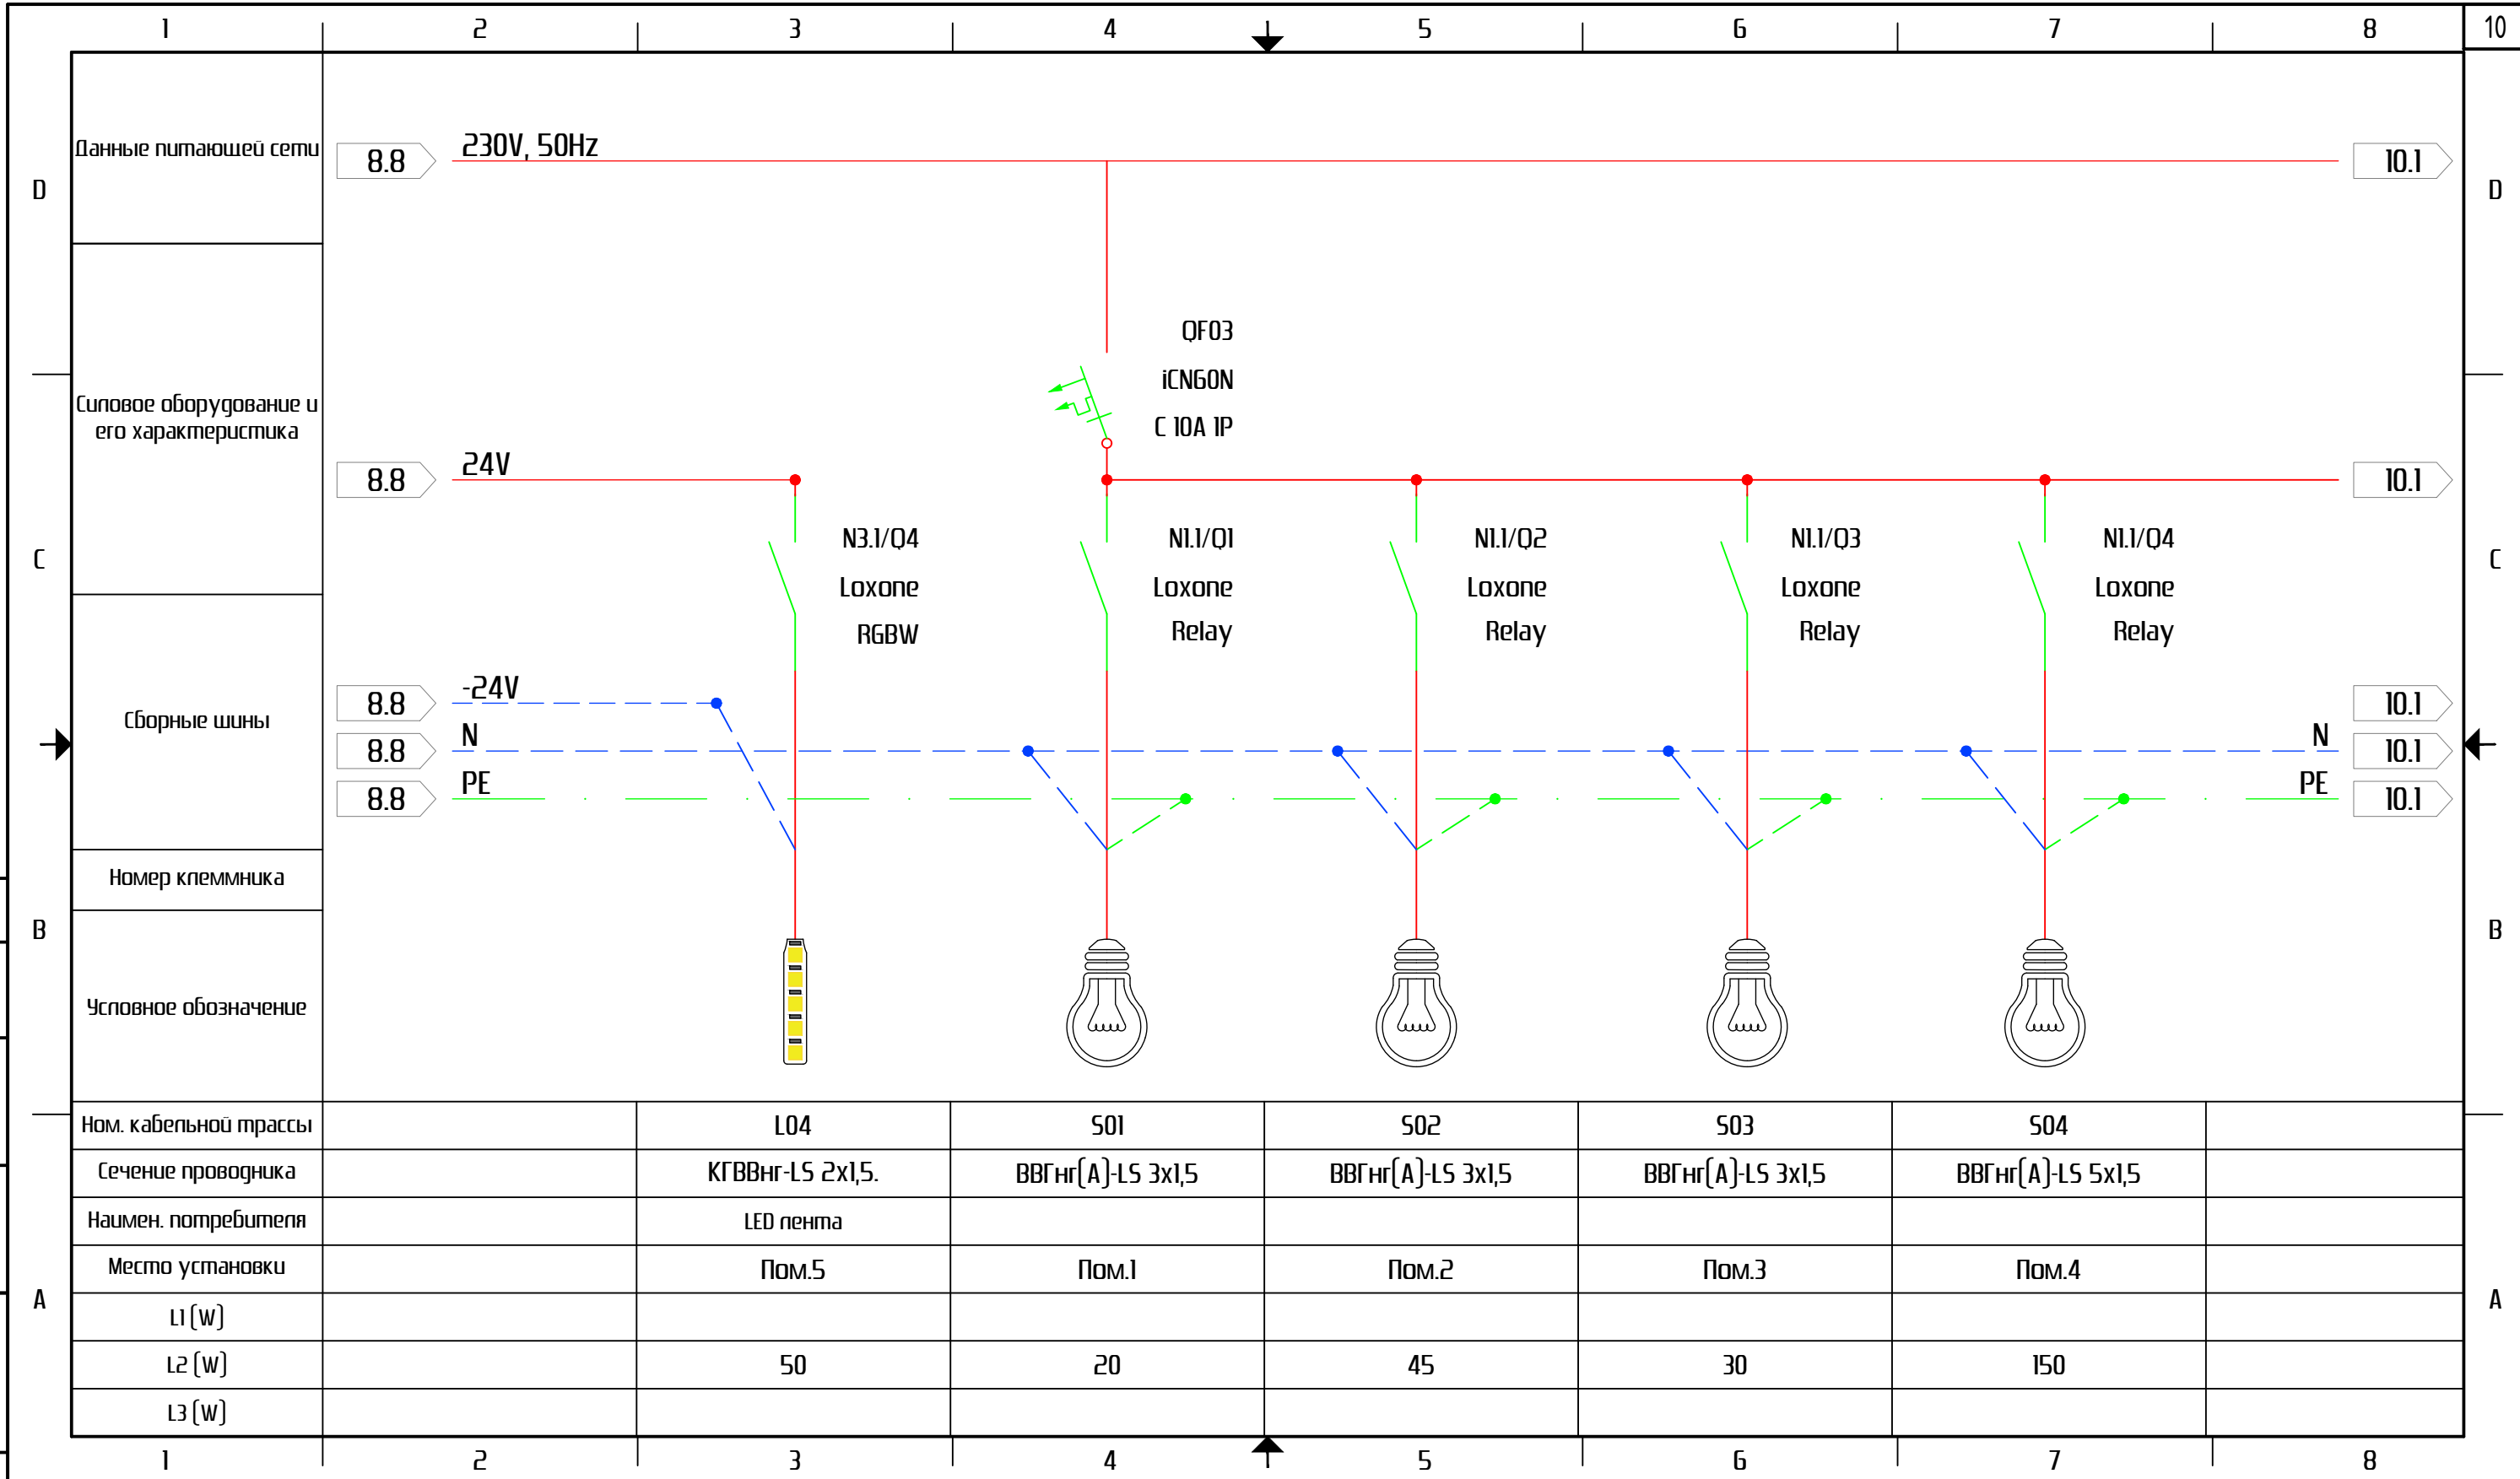 1 2 3 4 5 6 7 8 10
Данные питающей сети
8.8 230V, 50Hz 10.1
D D
QF03
iCN60N
C 10A 1P
Силовое оборудование и
его характеристика
8.8 24V 10.1
C C
N3.1/Q4 N1.1/Q1 N1.1/Q2 N1.1/Q3 N1.1/Q4
Loxone Loxone Loxone Loxone Loxone
RGBW Relay Relay Relay Relay
Сборные шины
8.8 -24V 10.1
8.8 N N 10.1
8.8 PE PE 10.1
Номер клеммника
B B
Условное обозначение
Ном. кабельной трассы L04 S01 S02 S03 S04
Сечение проводника КГВВнг-LS 2x1,5. ВВГнг(А)-LS 3x1,5 ВВГнг(А)-LS 3x1,5 ВВГнг(А)-LS 3x1,5 ВВГнг(А)-LS 5x1,5
Наимен. потребителя LED лента
Место установки Пом.5 Пом.1 Пом.2 Пом.3 Пом.4
A A
L1 (W)
L2 (W) 50 20 45 30 150
L3 (W)
1 2 3 4 5 6 7 8